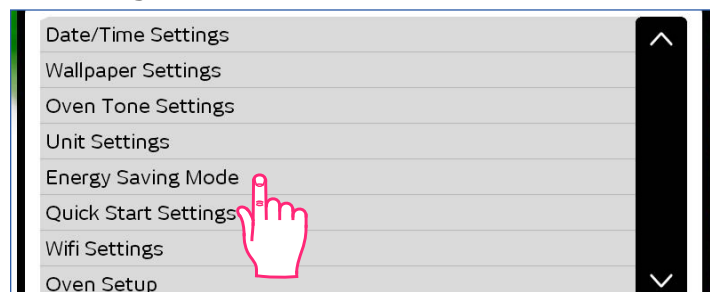 Date/Time Settings
Wallpaper Settings
Oven Tone Settings
Unit Settings
Energy Saving Mode
Quick Start Settings
Wifi Settings
Oven Setup